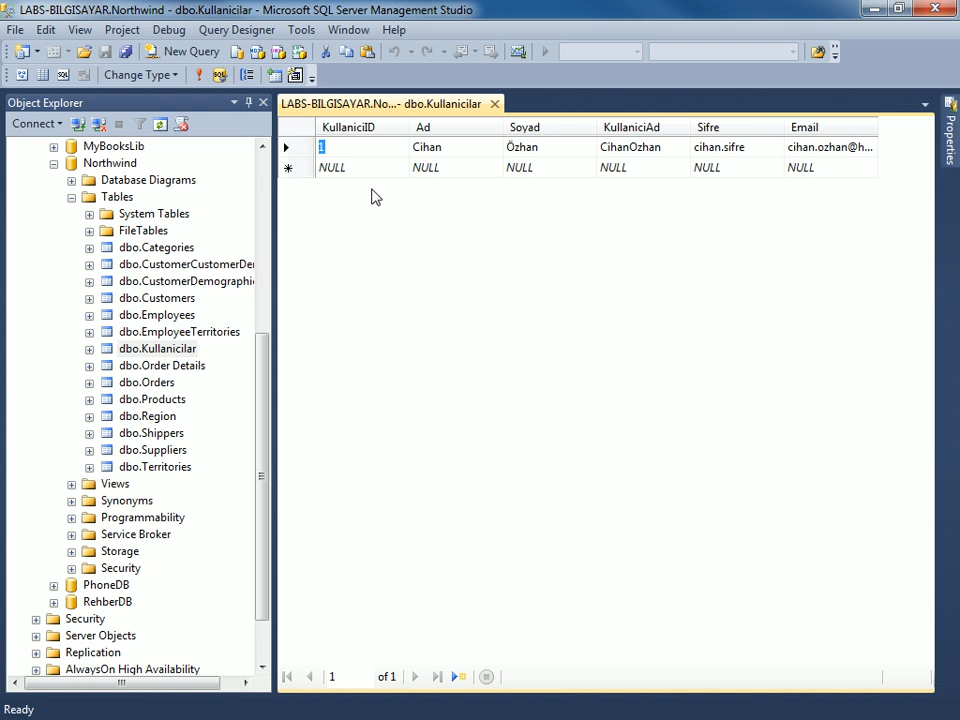 LABS-BILGISAYAR.Northwind - dbo.Kullanicilar - Microsoft SQL Server Management Studio
File Edit View Project Debug Query Designer Tools Window Help
New Query
Change Type
Object Explorer
Connect
MyBooksLib
Northwind
Database Diagrams
Tables
System Tables
FileTables
dbo.Categories
dbo.CustomerCustomerDe
dbo.CustomerDemographi
dbo.Customers
dbo.Employees
dbo.EmployeeTerritories
dbo.Kullanicilar
dbo.Order Details
dbo.Orders
dbo.Products
dbo.Region
dbo.Shippers
dbo.Suppliers
dbo.Territories
Views
Synonyms
Programmability
Service Broker
Storage
Security
PhoneDB
RehberDB
Security
Server Objects
Replication
AlwaysOn High Availability
LABS-BILGISAYAR.No...- dbo.Kullanicilar
KullaniciID Ad Soyad KullaniciAd Sifre Email
1 Cihan Özhan CihanOzhan cihan.sifre cihan.ozhan@h...
NULL NULL NULL NULL NULL NULL
1 of 1
Properties
Ready